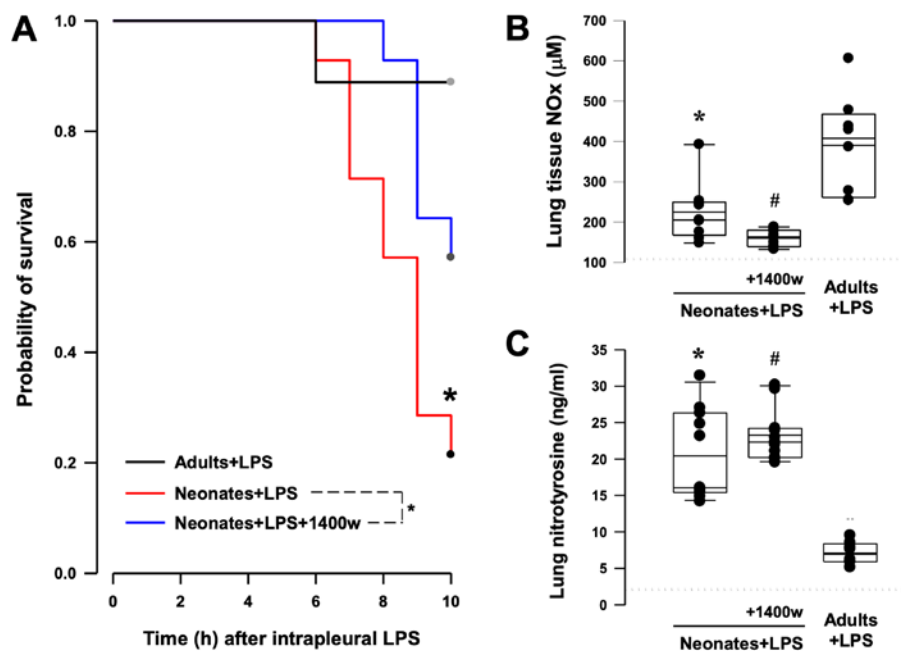 A
1.0
0.8
0.6
0.4
0.2
0.0
Probability of survival
*
Adults+LPS
Neonates+LPS
Neonates+LPS+1400w
*
0 2 4 6 8 10
Time (h) after intrapleural LPS
B
700
600
500
400
300
200
100
Lung tissue NOx (µM)
*
#
+1400w
Neonates+LPS
Adults
+LPS
C
35
30
25
20
15
10
5
0
Lung nitrotyrosine (ng/ml)
*
#
+1400w
Neonates+LPS
Adults
+LPS